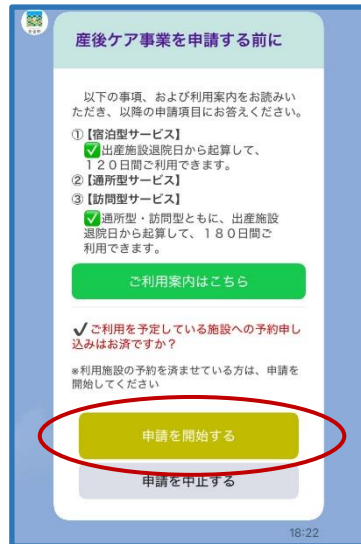 産後ケア事業を申請する前に
以下の事項、および利用案内をお読みい
ただき、以降の申請項目にお答えください。
①【宿泊型サービス】
✅出産施設退院日から起算して、
１２０日間ご利用できます。
②【通所型サービス】
③【訪問型サービス】
✅通所型・訪問型ともに、出産施設
退院日から起算して、１８０日間ご
利用できます。
ご利用案内はこちら
✔ご利用を予定している施設への予約申し
込みはお済ですか？
※利用施設の予約を済ませている方は、申請を
開始してください
申請を開始する
申請を中止する
18:22